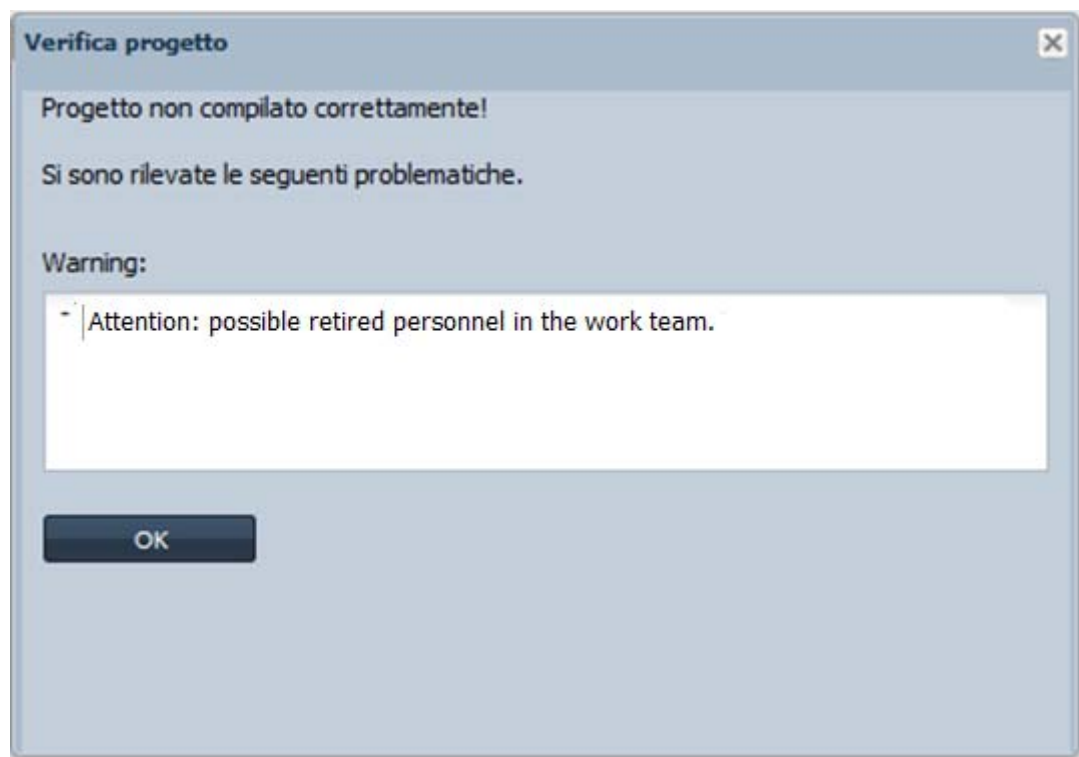 Verifica progetto
Progetto non compilato correttamente!
Si sono rilevate le seguenti problematiche.
Warning:
- Attention: possible retired personnel in the work team.
OK